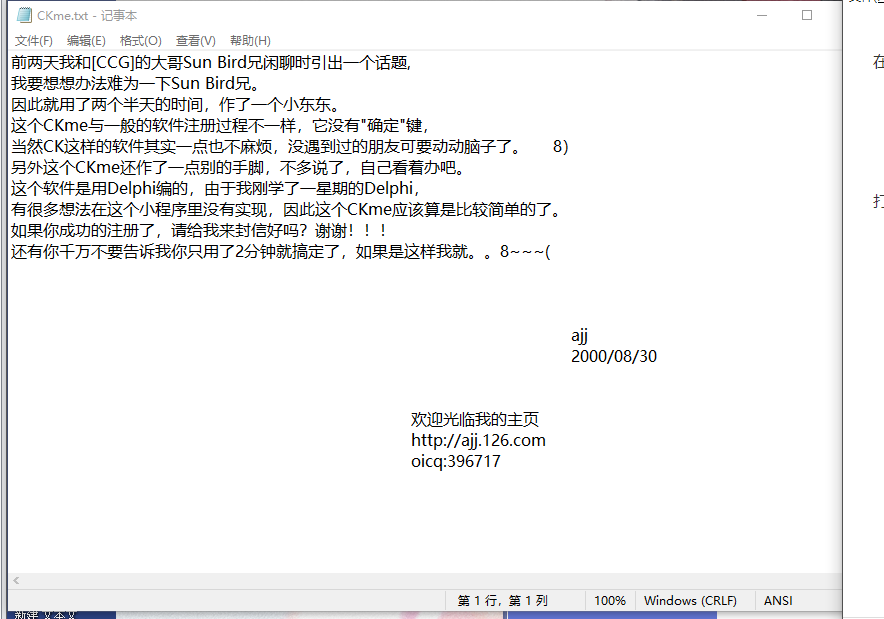 CKme.txt - 记事本
文件(F) 编辑(E) 格式(O) 查看(V) 帮助(H)
前两天我和[CCG]的大哥Sun Bird兄闲聊时引出一个话题,
我要想想办法难为一下Sun Bird兄。
因此就用了两个半天的时间，作了一个小东东。
这个CKme与一般的软件注册过程不一样，它没有"确定"键，
当然CK这样的软件其实一点也不麻烦，没遇到过的朋友可要动动脑子了。 8)
另外这个CKme还作了一点别的手脚，不多说了，自己看着办吧。
这个软件是用Delphi编的，由于我刚学了一星期的Delphi，
有很多想法在这个小程序里没有实现，因此这个CKme应该算是比较简单的了。
如果你成功的注册了，请给我来封信好吗？谢谢！！！
还有你千万不要告诉我你只用了2分钟就搞定了，如果是这样我就。。8~~~(
ajj
2000/08/30
欢迎光临我的主页
http://ajj.126.com
oicq:396717
第 1 行，第 1 列 100% Windows (CRLF) ANSI
在
打